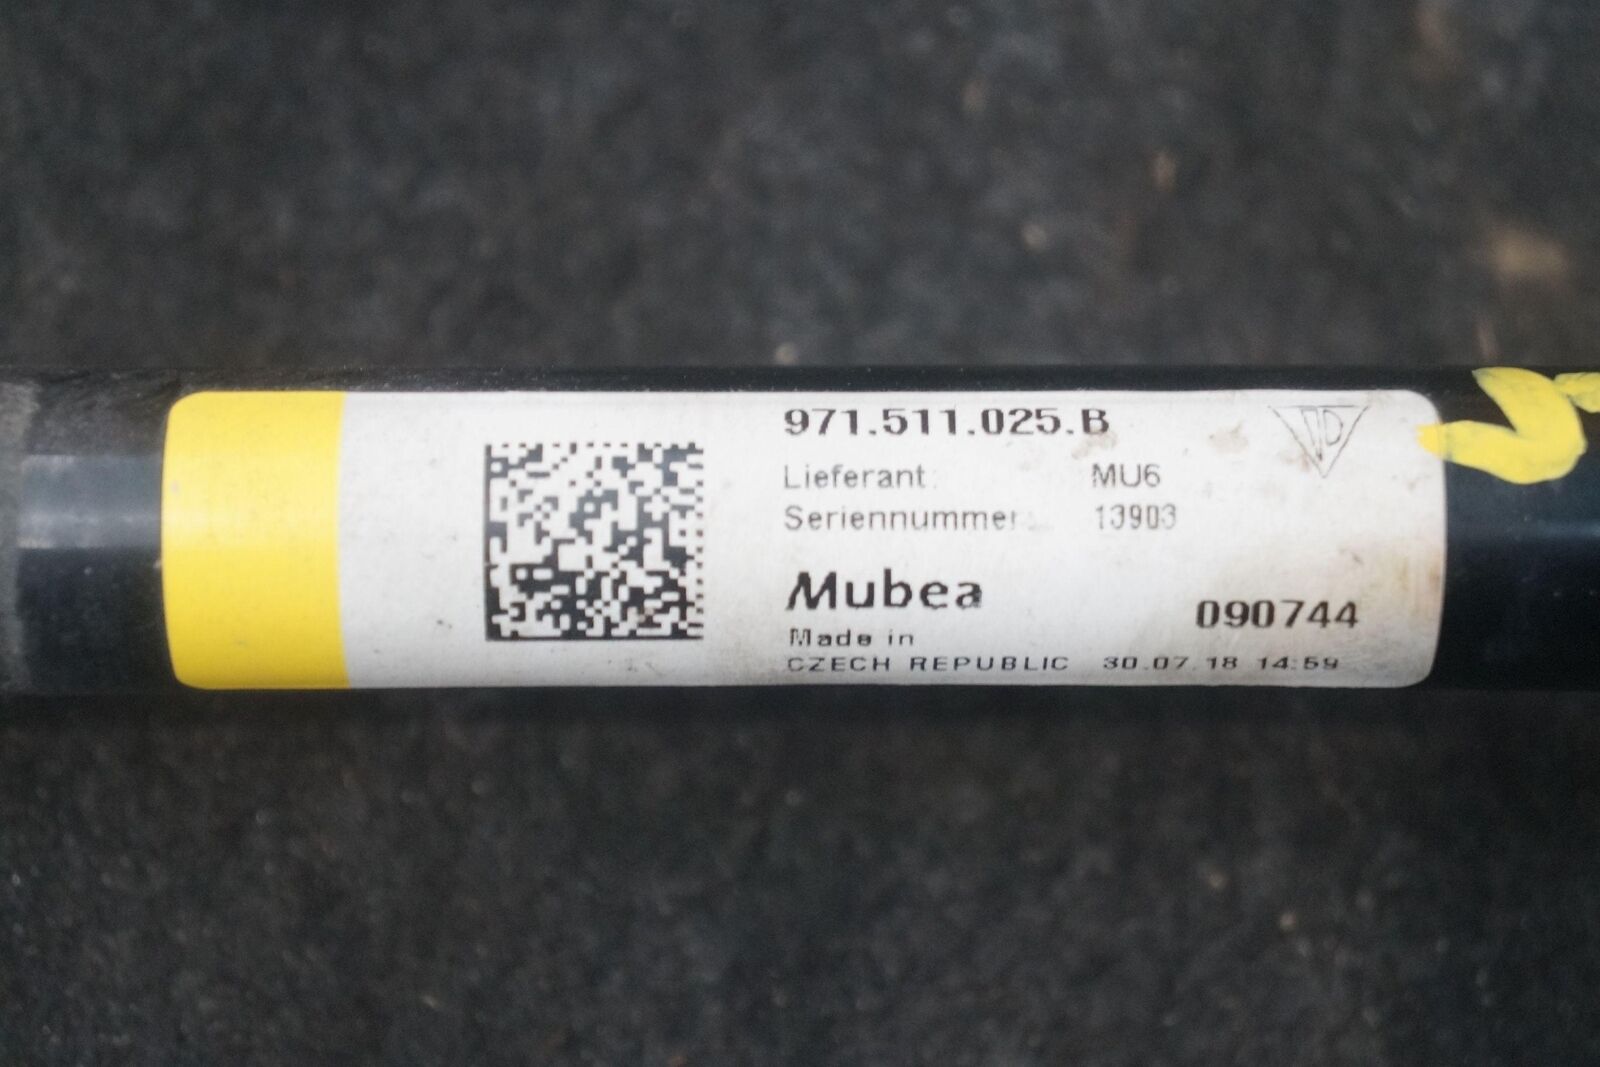 971.511.025.B
Lieferant: MU6
Seriennummer 13903
Mubea
090744
Made in
CZECH REPUBLIC 30.07.18 14:59